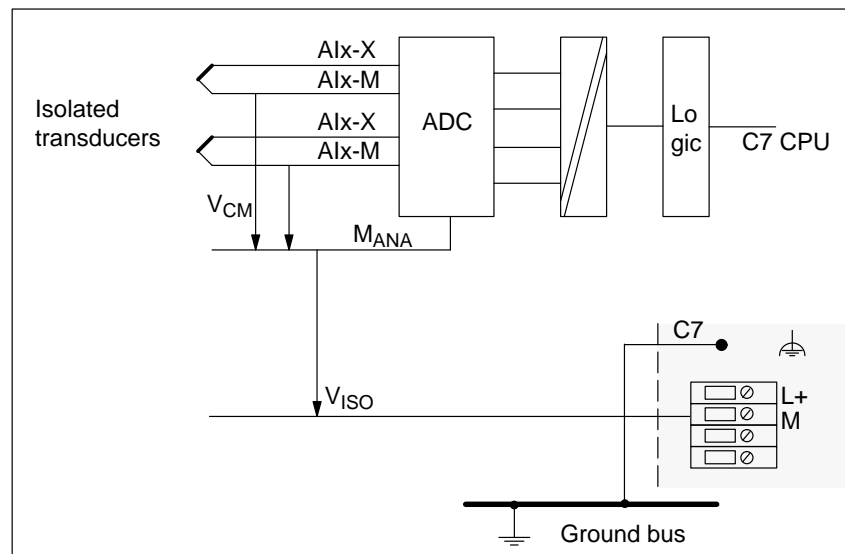 AIx-X
AIx-M
Isolated
transducers
AIx-X
AIx-M
ADC
Lo
gic
C7 CPU
VCM
MANA
C7
VISO
L+
M
Ground bus